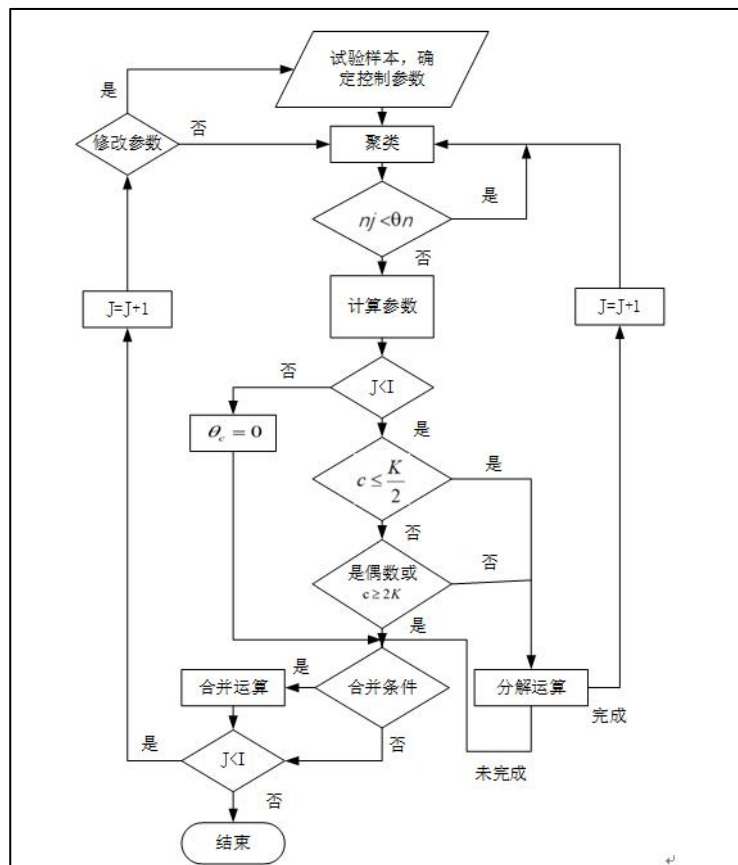 试验样本，确
定控制参数
是
修改参数
否
聚类
是
nj <θn
否
J=J+1
计算参数
J=J+1
否
J<I
θc = 0
是
是
c ≤ K/2
否
是偶数或
c ≥ 2K
否
是
是
合并运算
合并条件
分解运算
完成
是
J<I
否
未完成
否
结束